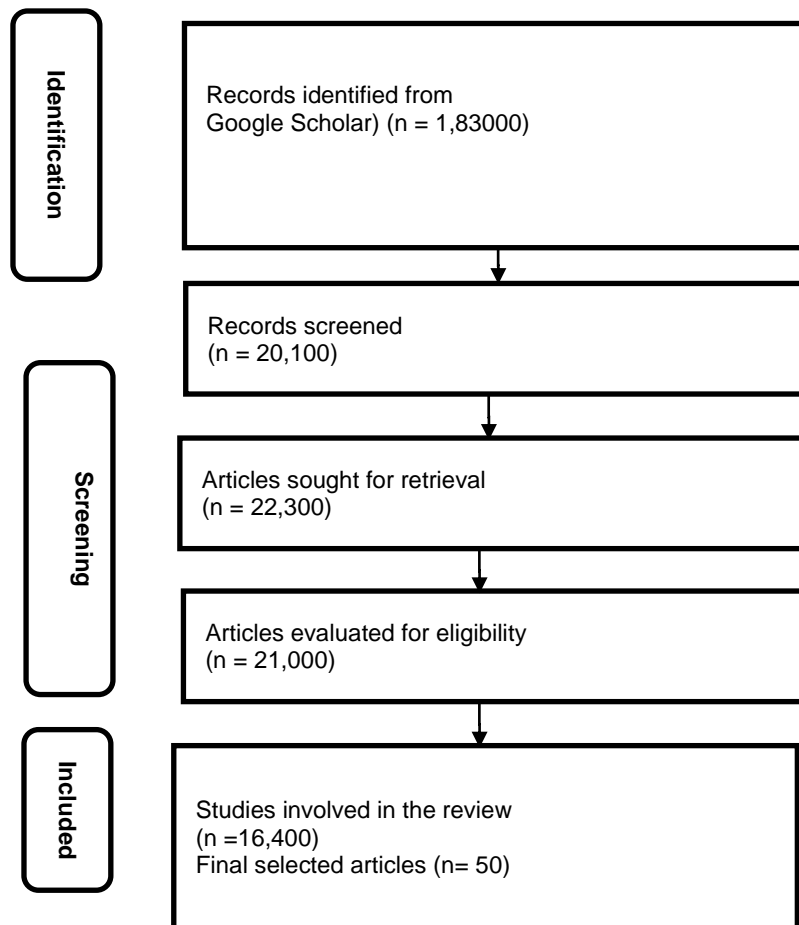 Identification
Records identified from
Google Scholar) (n = 1,83000)
Records screened
(n = 20,100)
Screening
Articles sought for retrieval
(n = 22,300)
Articles evaluated for eligibility
(n = 21,000)
Included
Studies involved in the review
(n =16,400)
Final selected articles (n= 50)